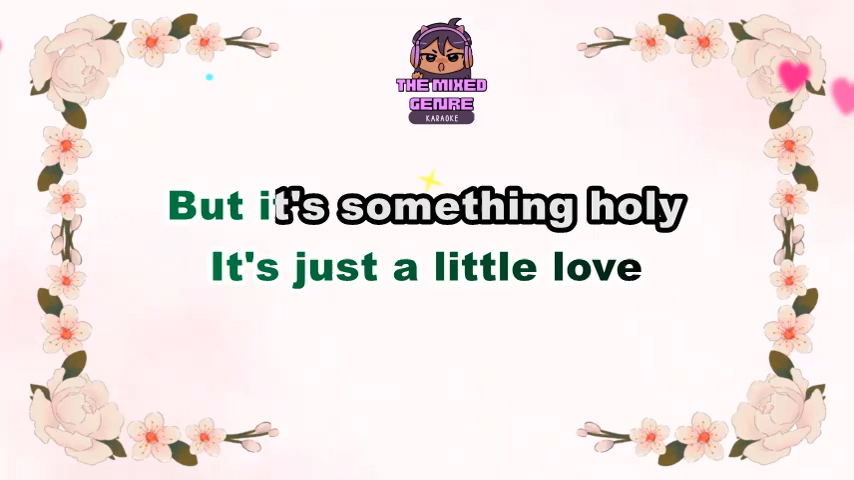 THE MIXED
GENRE
KARAOKE
But it's something holy
It's just a little love